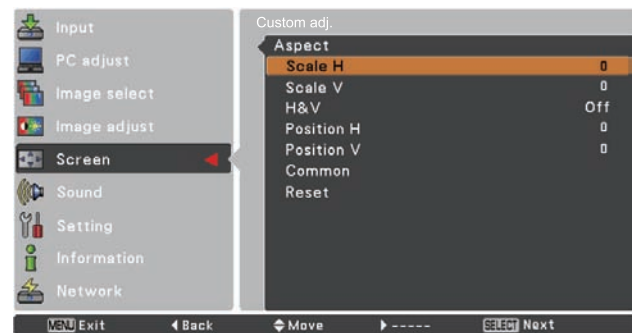 Input
PC adjust
Image select
Image adjust
Screen
Sound
Setting
Information
Network
Custom adj.
Aspect
Scale H 0
Scale V 0
H&V Off
Position H 0
Position V 0
Common
Reset
MENU Exit ◀ Back ◆ Move ▶ ----- SELECT Next